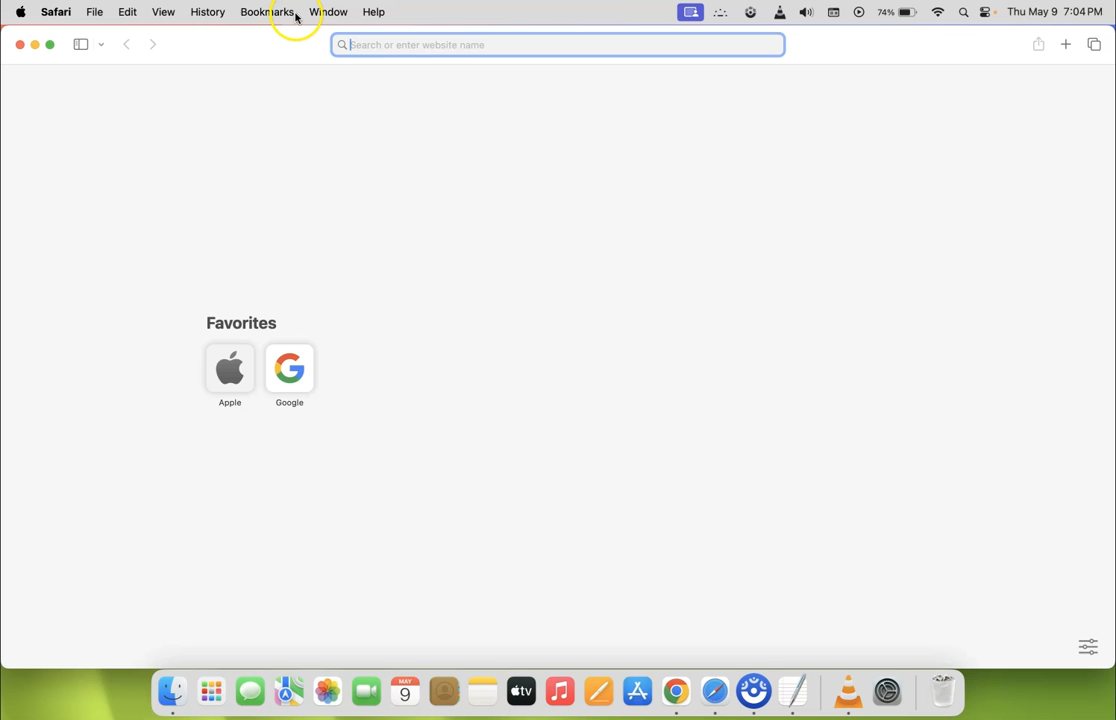 Safari File Edit View History Bookmarks Window Help 74% Thu May 9 7:04 PM
Search or enter website name
Favorites
Apple Google
MAY
9
tv